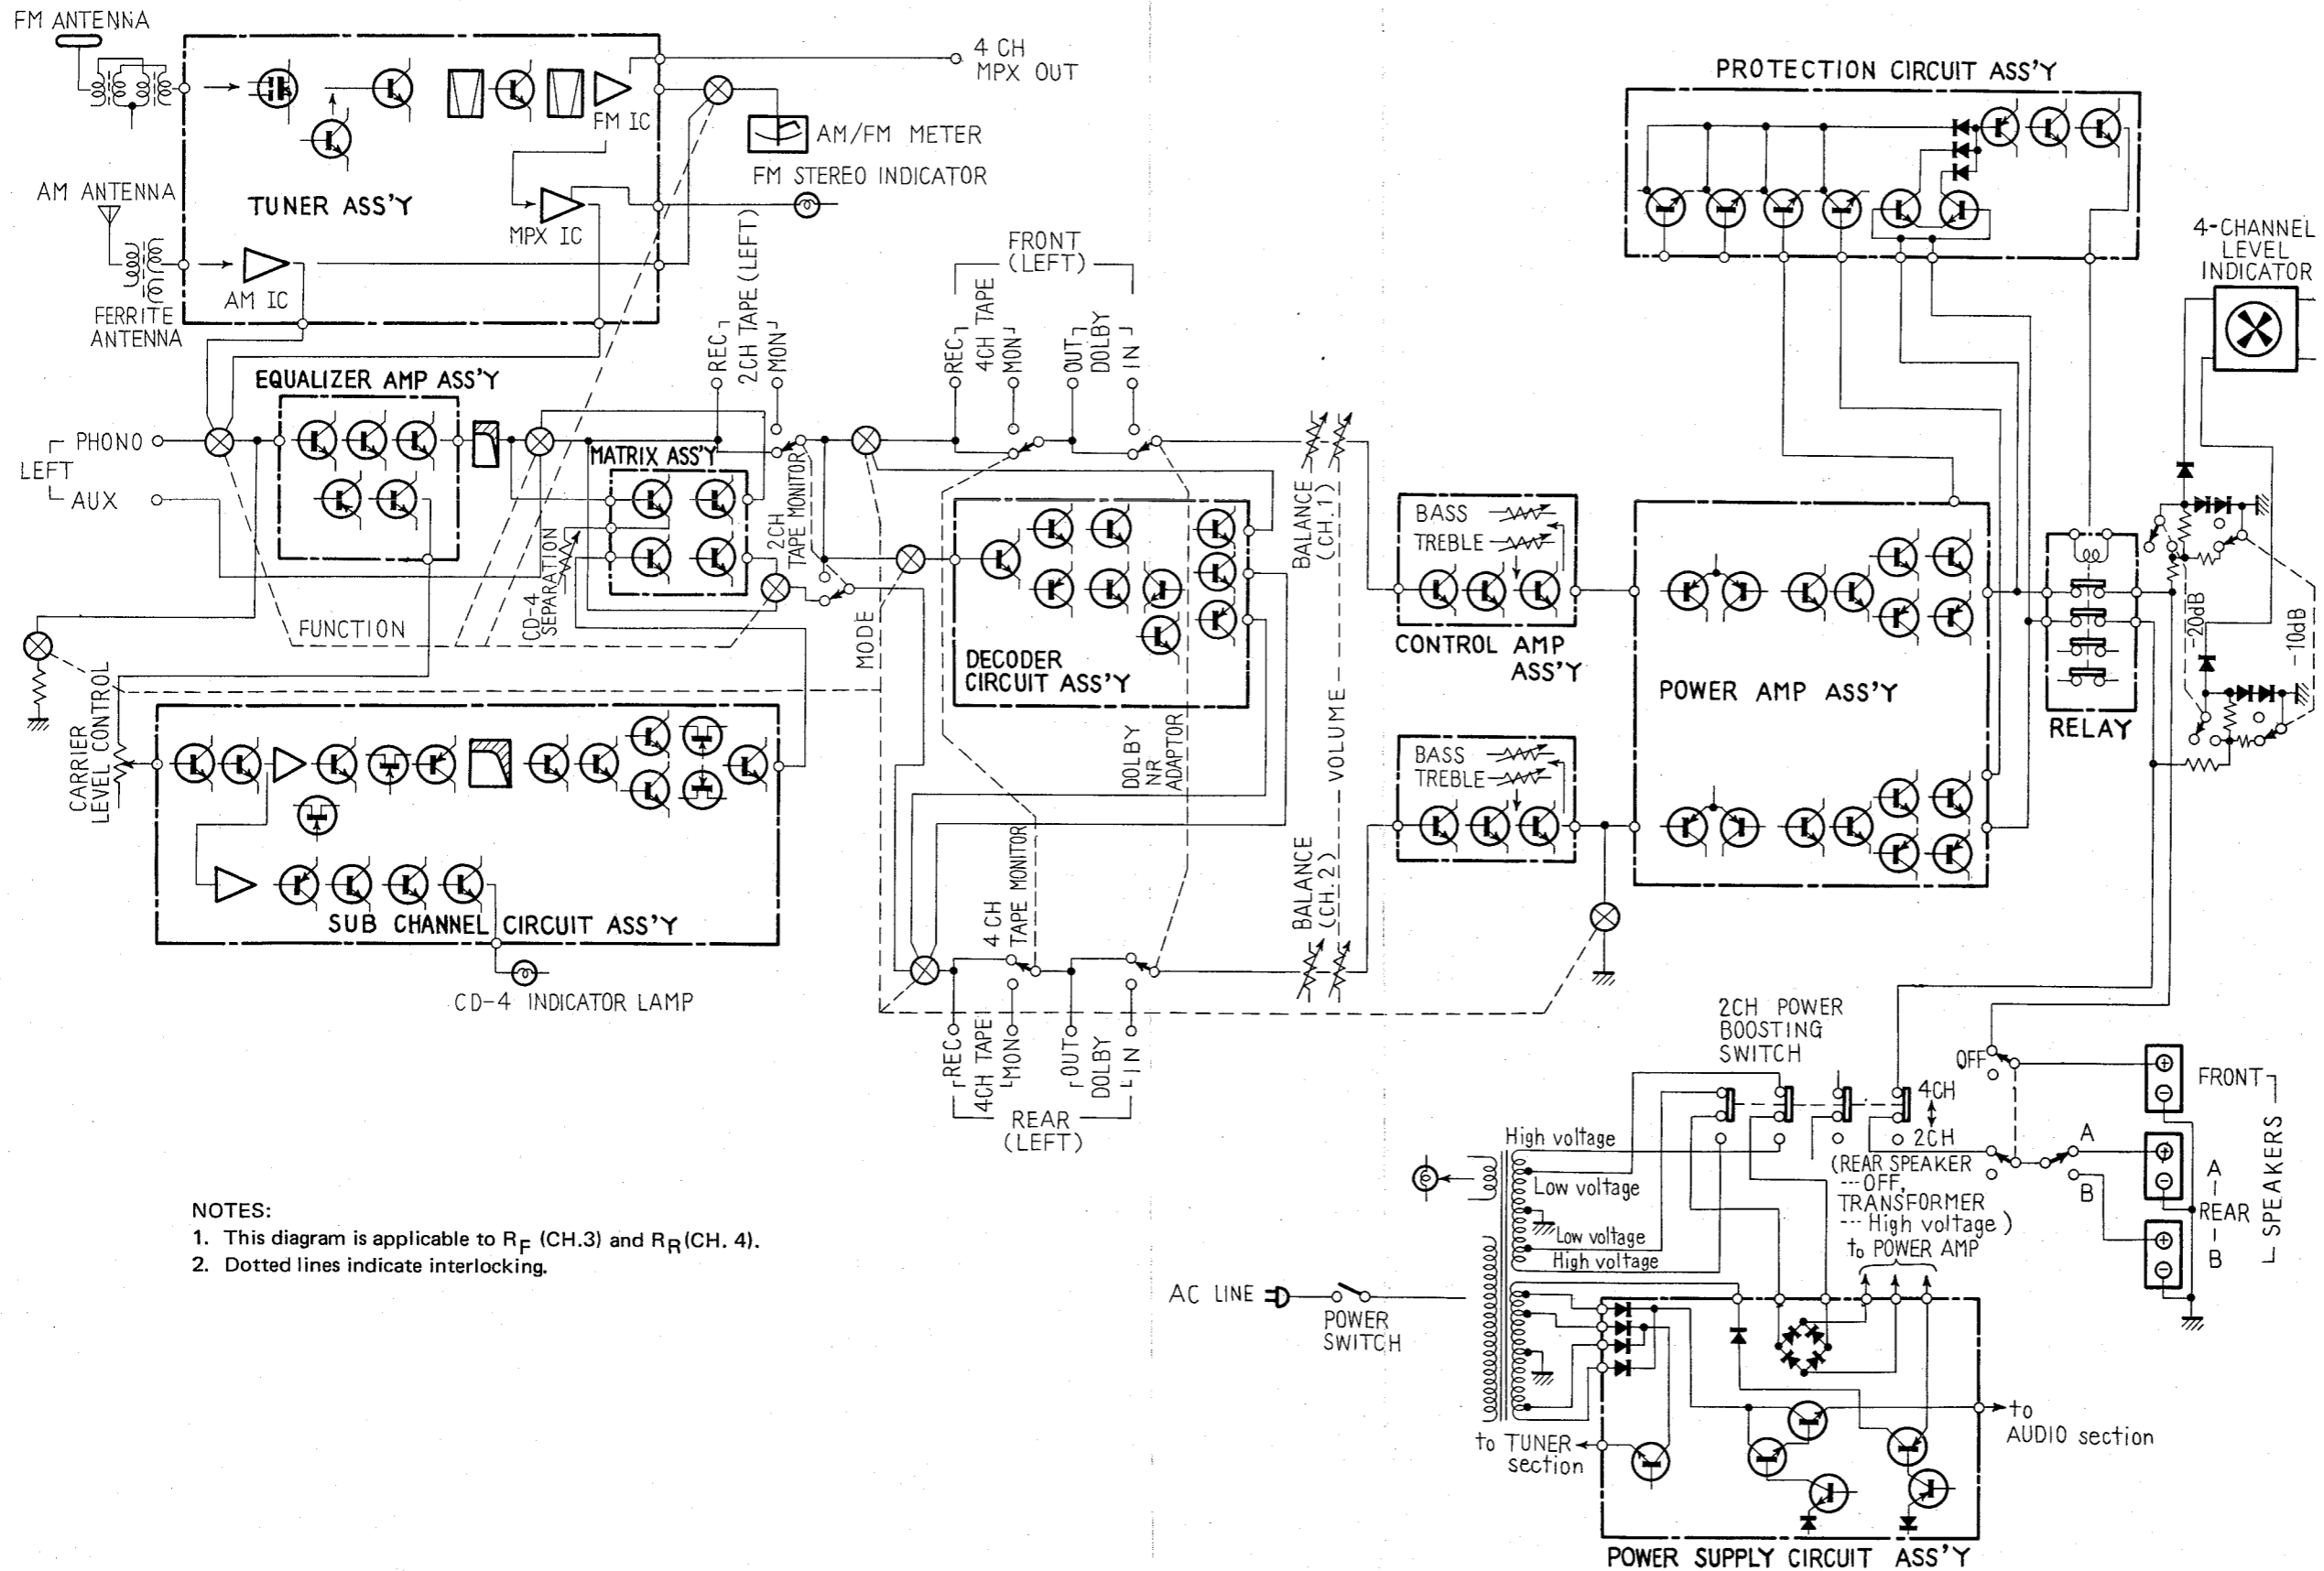 FM ANTENNA
4 CH
MPX OUT
FM IC
AM/FM METER
FM STEREO INDICATOR
AM ANTENNA
TUNER ASS'Y
MPX IC
AM IC
FERRITE
ANTENNA
PROTECTION CIRCUIT ASS'Y
4-CHANNEL
LEVEL
INDICATOR
EQUALIZER AMP ASS'Y
REC
2CH TAPE (LEFT)
MON
FRONT
(LEFT)
REC
4CH TAPE
MON
OUT
DOLBY
IN
PHONO
LEFT
AUX
MATRIX ASS'Y
2CH
TAPE MONITOR
CD-4
SEPARATION
FUNCTION
MODE
DECODER
CIRCUIT ASS'Y
BALANCE
(CH.1)
BASS
TREBLE
CONTROL AMP
ASS'Y
POWER AMP ASS'Y
RELAY
-20dB
-10dB
CARRIER
LEVEL CONTROL
DOLBY
NR
ADAPTOR
VOLUME
BASS
TREBLE
SUB CHANNEL CIRCUIT ASS'Y
CD-4 INDICATOR LAMP
4 CH
TAPE MONITOR
BALANCE
(CH.2)
REC
4CH TAPE
MON
OUT
DOLBY
IN
REAR
(LEFT)
2CH POWER
BOOSTING
SWITCH
OFF
4CH
2CH
(REAR SPEAKER
--- OFF,
TRANSFORMER
--- High voltage)
to POWER AMP
A
B
FRONT
A
REAR
B
SPEAKERS
High voltage
Low voltage
Low voltage
High voltage
NOTES:
1. This diagram is applicable to RF (CH.3) and RR (CH. 4).
2. Dotted lines indicate interlocking.
AC LINE
POWER
SWITCH
to TUNER
section
to
AUDIO section
POWER SUPPLY CIRCUIT ASS'Y